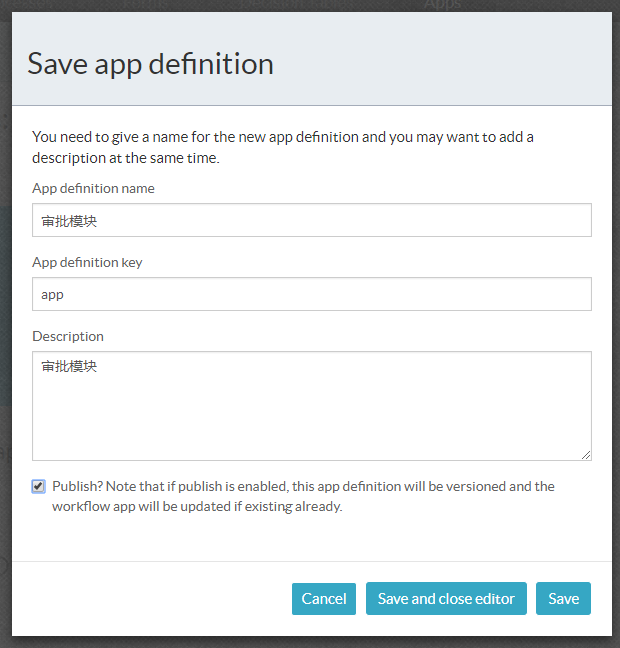 Apps
Save app definition
You need to give a name for the new app definition and you may want to add a
description at the same time.
App definition name
审批模块
App definition key
app
Description
审批模块
Publish? Note that if publish is enabled, this app definition will be versioned and the
workflow app will be updated if existing already.
Cancel
Save and close editor
Save